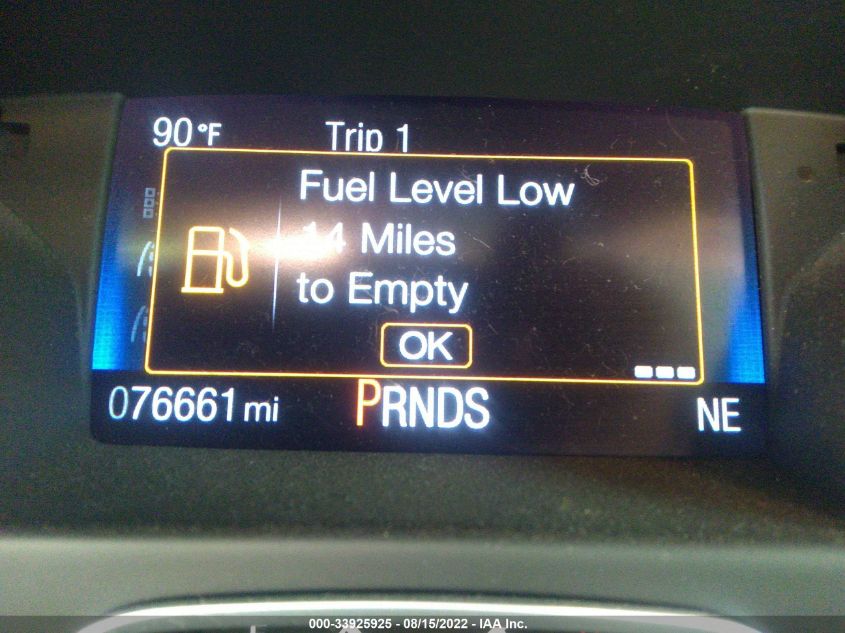 90°F Trip 1
Fuel Level Low
14 Miles
to Empty
OK
076661 mi PRNDS NE
000-33925925 - 08/15/2022 - IAA Inc.